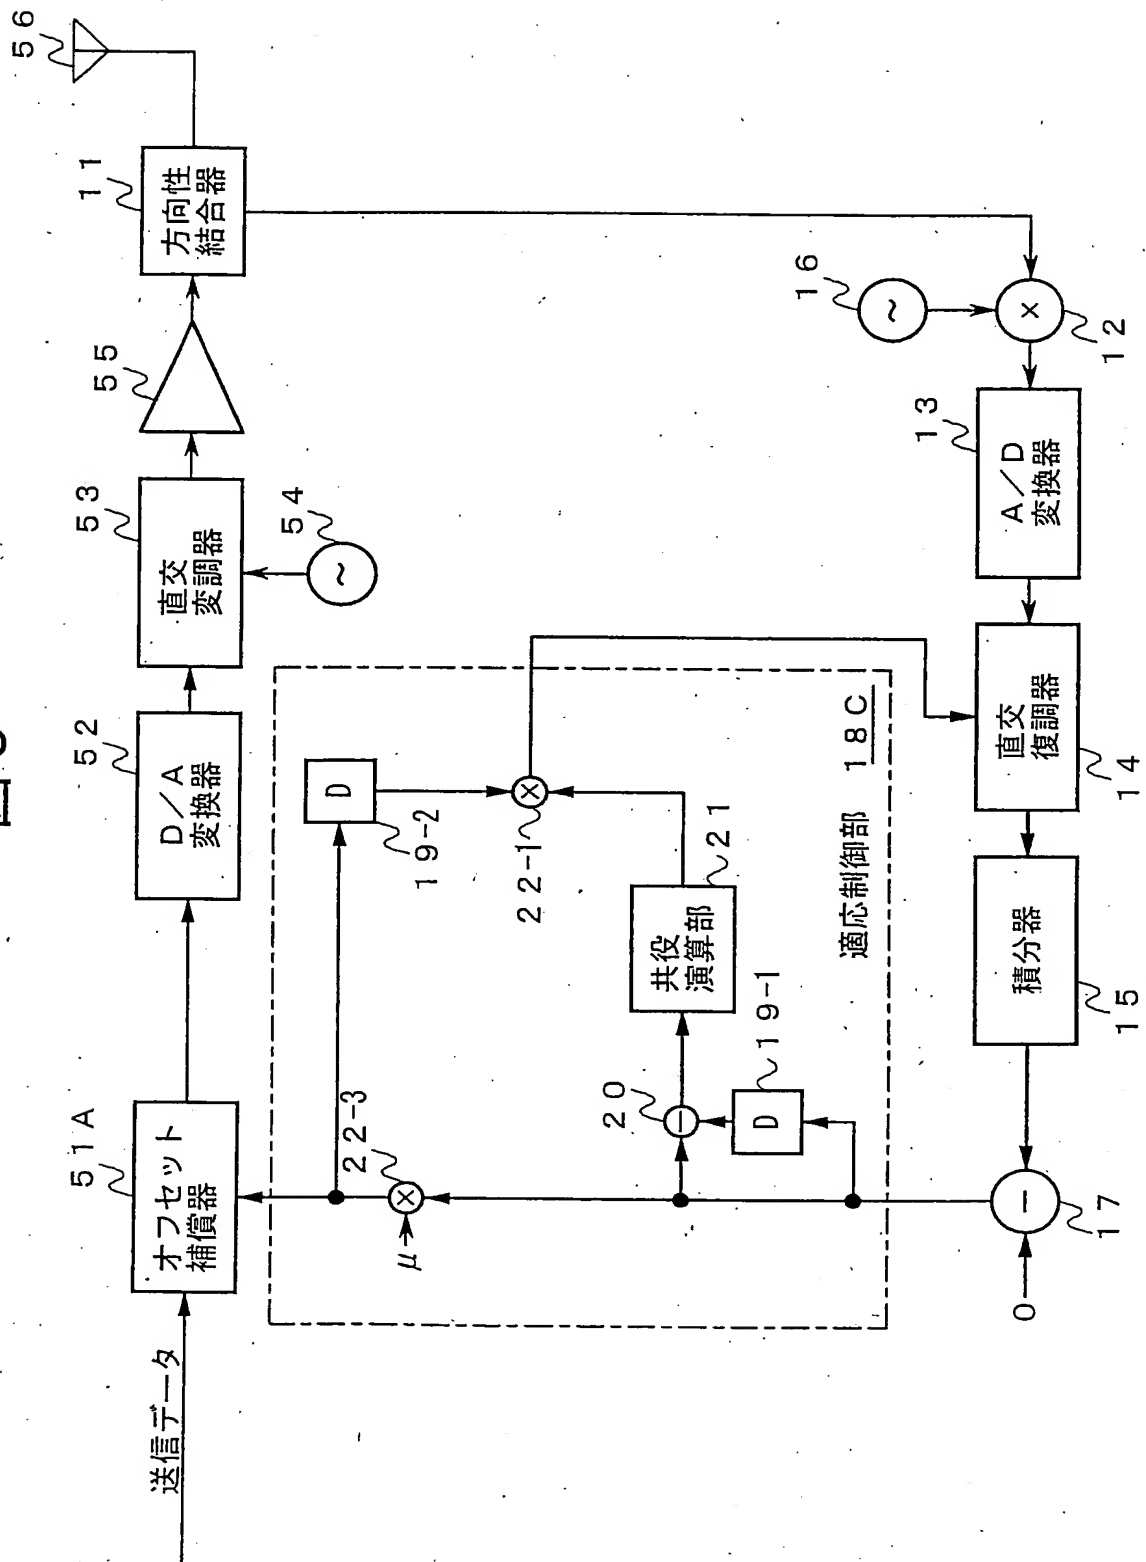 送信データ
51A
オフセット
補償器
52
D/A
変換器
53
直交
変調器
54
~
55
11
方向性
結合器
56
μ
×
22-3
D
19-2
×
22-1
共役
演算部
21
20
−
D
19-1
適応制御部
18C
16
~
×
12
13
A/D
変換器
直交
復調器
14
積分器
15
0
−
17